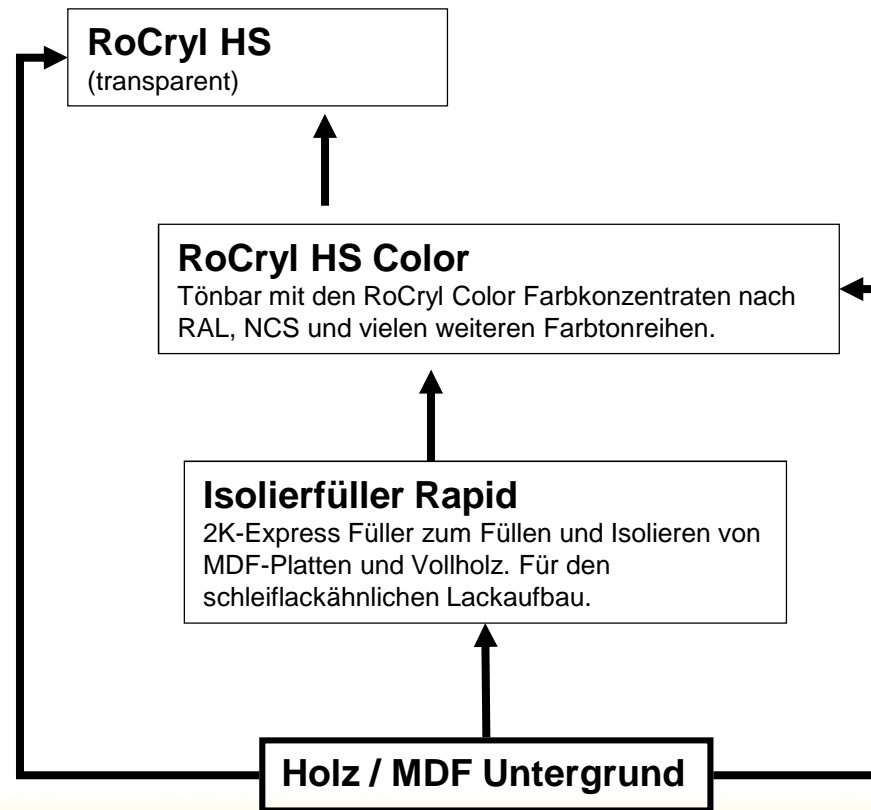 RoCryl HS
(transparent)
RoCryl HS Color
Tönbar mit den RoCryl Color Farbkonzentraten nach
RAL, NCS und vielen weiteren Farbtonreihen.
Isolierfüller Rapid
2K-Express Füller zum Füllen und Isolieren von
MDF-Platten und Vollholz. Für den
schleiflackähnlichen Lackaufbau.
Holz / MDF Untergrund